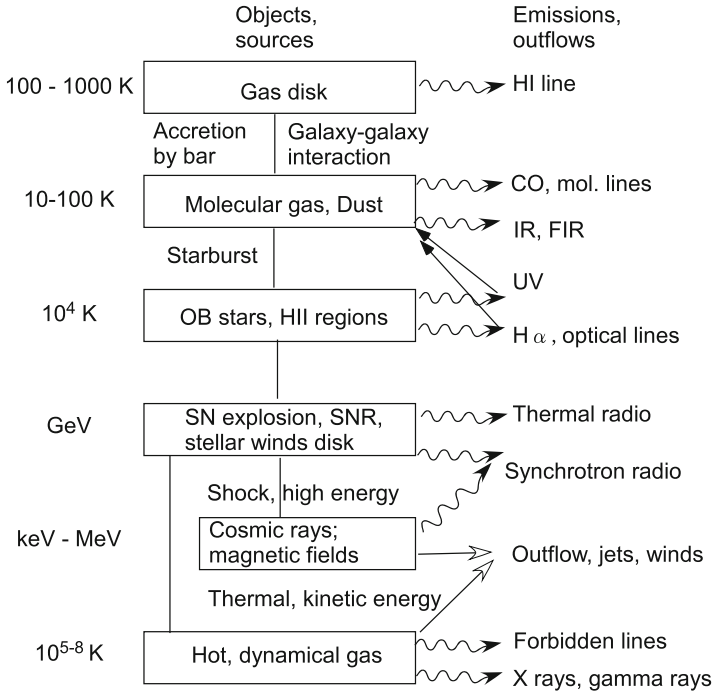 Objects,
sources
Emissions,
outflows
100 - 1000 K
Gas disk
HI line
Accretion
by bar
Galaxy-galaxy
interaction
10-100 K
Molecular gas, Dust
CO, mol. lines
IR, FIR
Starburst
UV
10⁴ K
OB stars, HII regions
Hα, optical lines
GeV
SN explosion, SNR,
stellar winds disk
Thermal radio
Synchrotron radio
Shock, high energy
keV - MeV
Cosmic rays;
magnetic fields
Outflow, jets, winds
Thermal, kinetic energy
10⁵⁻⁸ K
Hot, dynamical gas
Forbidden lines
X rays, gamma rays